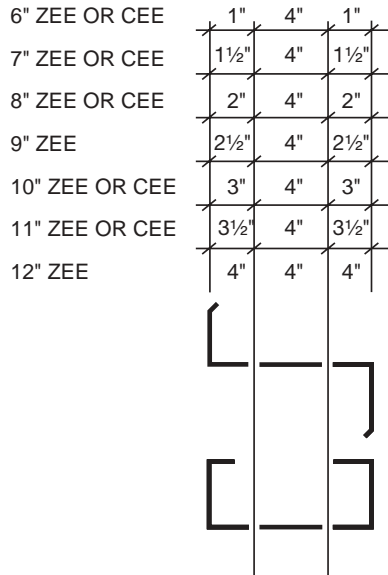 6" ZEE OR CEE 1" 4" 1"
7" ZEE OR CEE 1½" 4" 1½"
8" ZEE OR CEE 2" 4" 2"
9" ZEE 2½" 4" 2½"
10" ZEE OR CEE 3" 4" 3"
11" ZEE OR CEE 3½" 4" 3½"
12" ZEE 4" 4" 4"